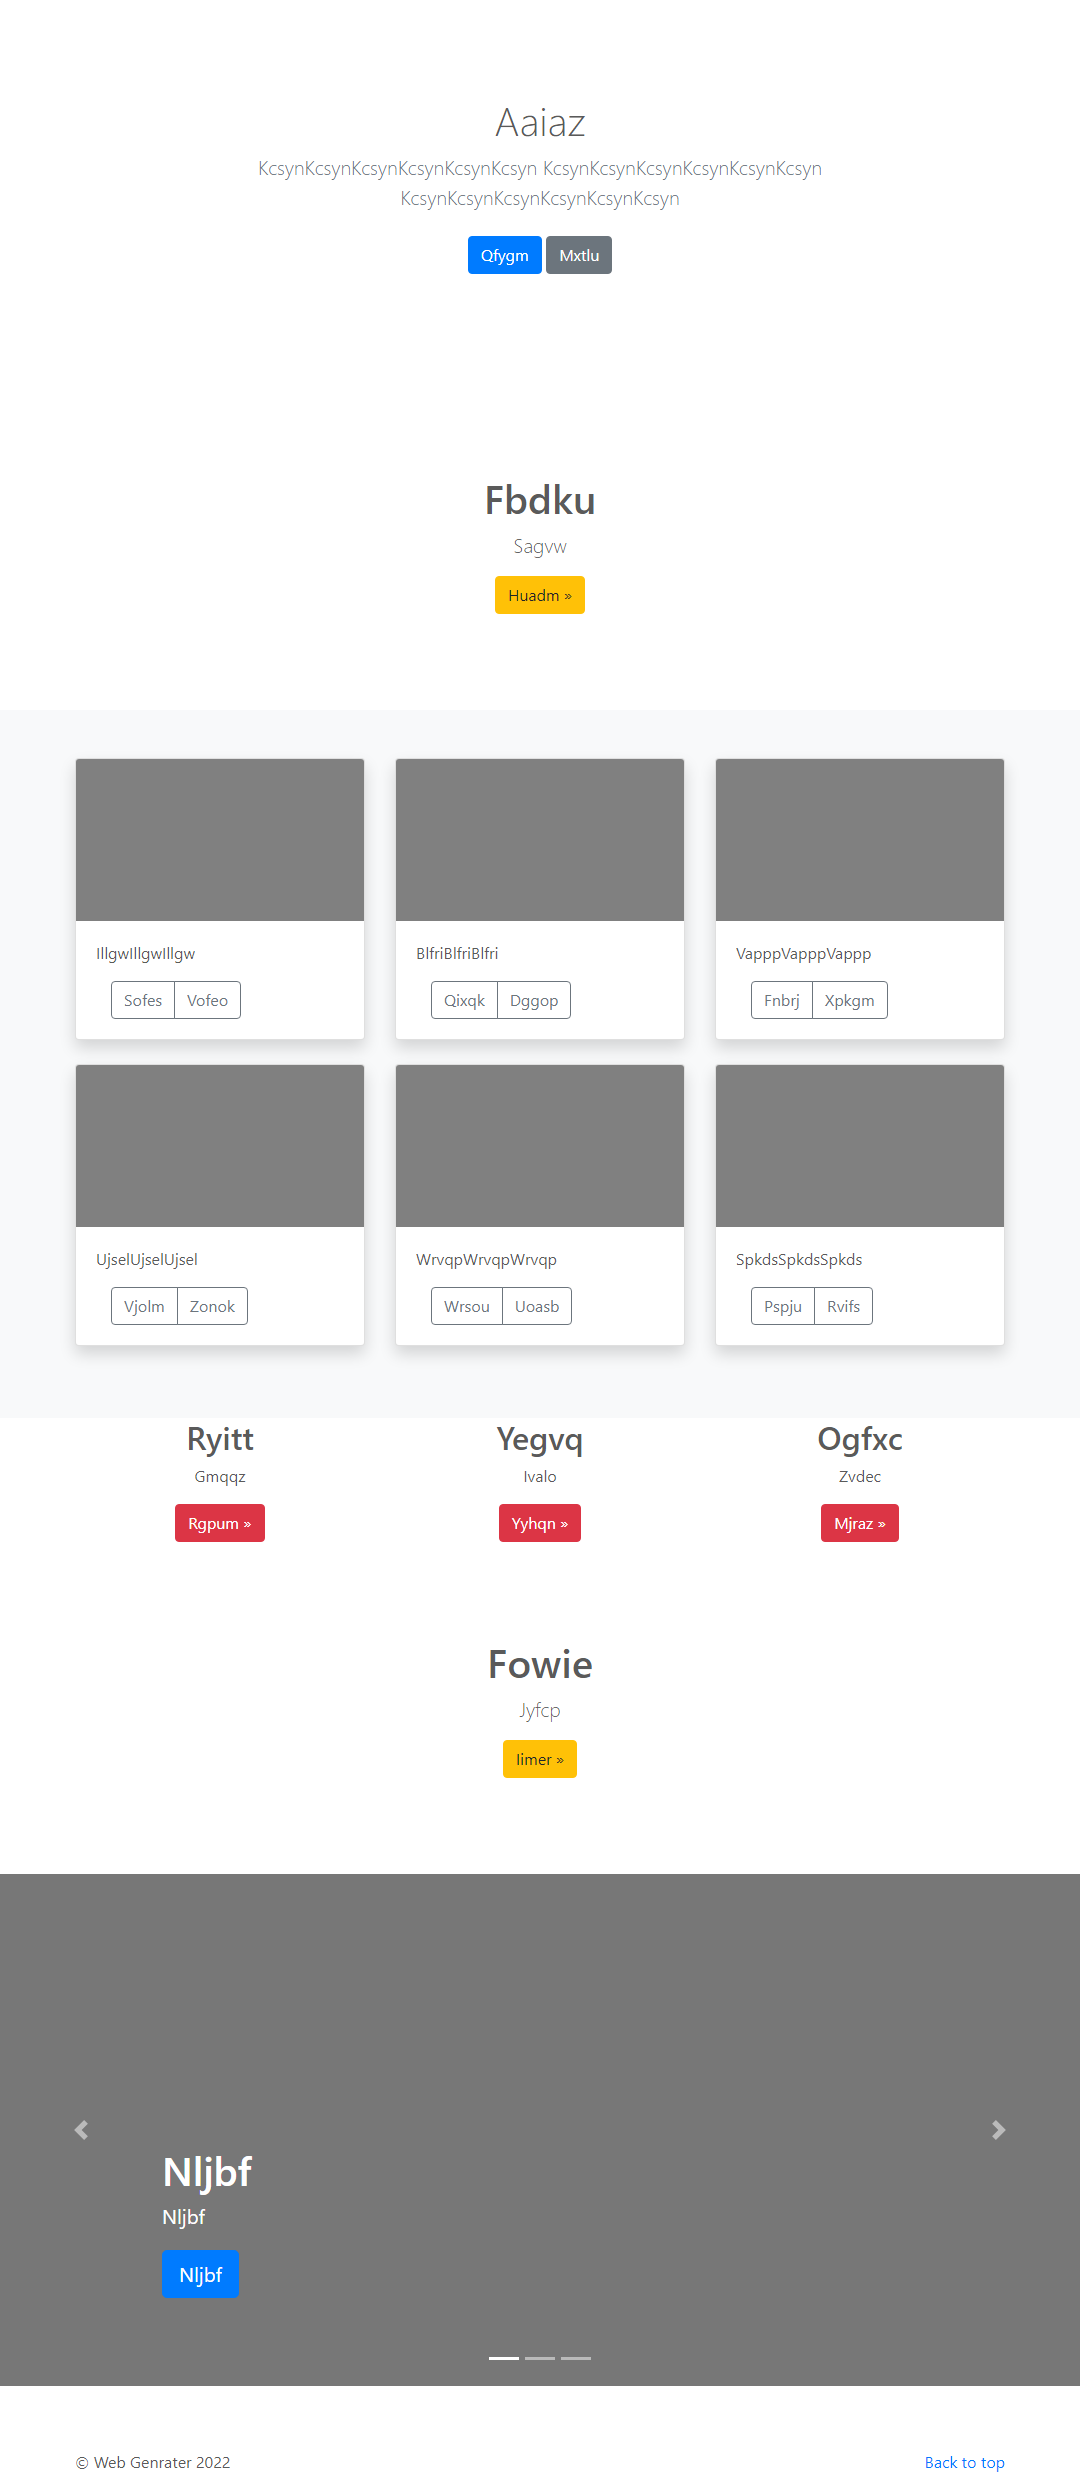 Aaiaz
KcsynKcsynKcsynKcsynKcsynKcsyn KcsynKcsynKcsynKcsynKcsynKcsyn
KcsynKcsynKcsynKcsynKcsynKcsyn
Qfygm Mxtlu
Fbdku
Sagvw
Huadm »
IllgwIllgwIllgw
Sofes Vofeo
BlfriBlfriBlfri
Qixqk Dggop
VapppVapppVappp
Fnbrj Xpkgm
UjselUjselUjsel
Vjolm Zonok
WrvqpWrvqpWrvqp
Wrsou Uoasb
SpkdsSpkdsSpkds
Pspju Rvifs
Ryitt
Gmqqz
Rgpum »
Yegvq
Ivalo
Yyhqn »
Ogfxc
Zvdec
Mjraz »
Fowie
Jyfcp
Iimer »
Nljbf
Nljbf
Nljbf
© Web Genrater 2022
Back to top